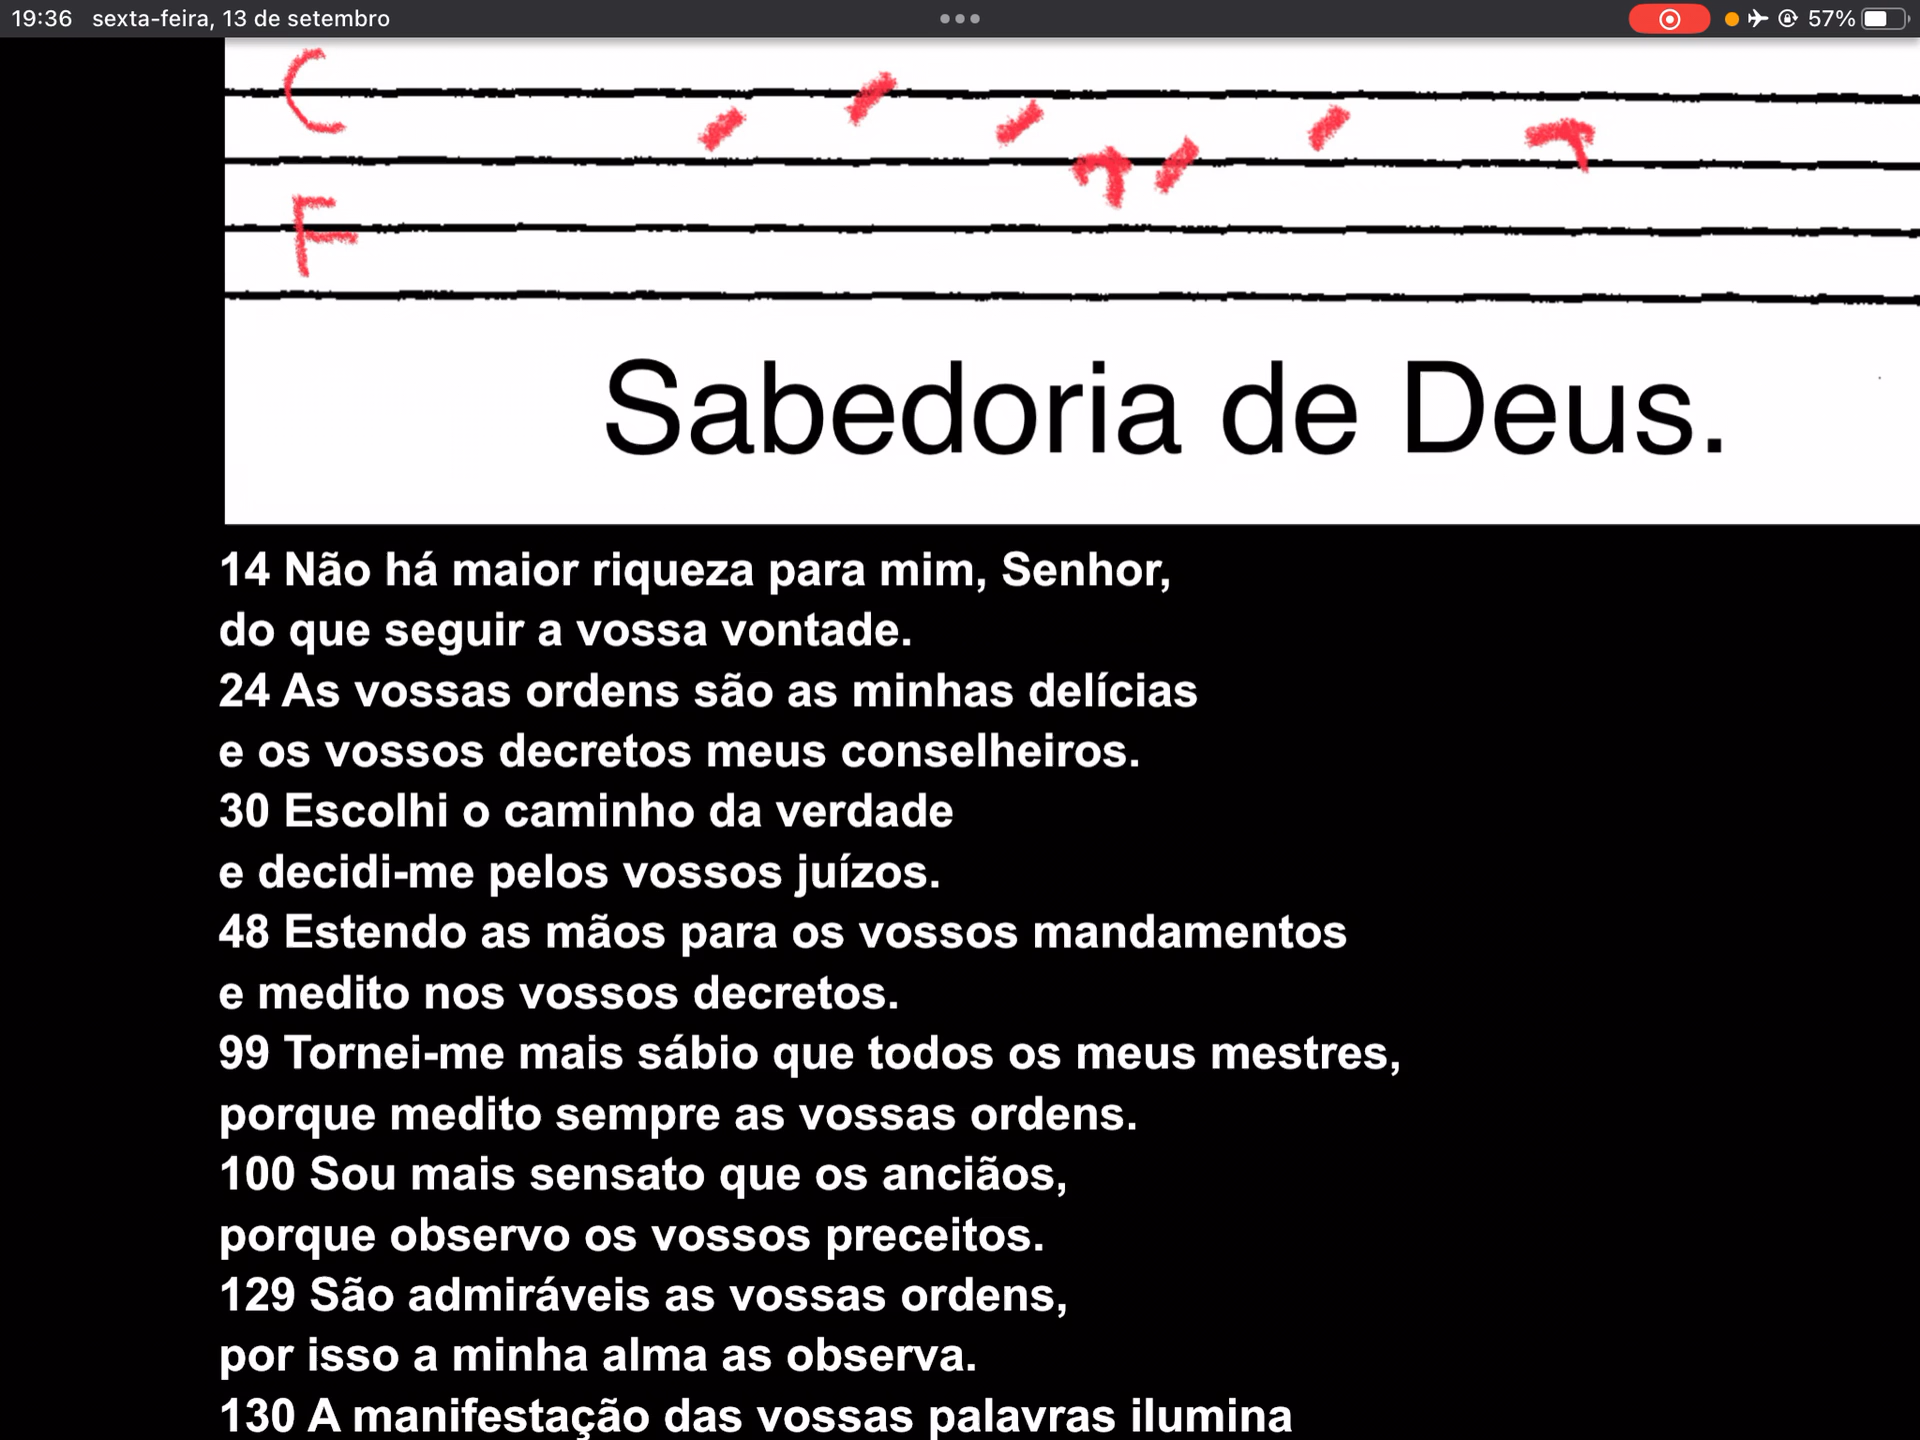 19:36 sexta-feira, 13 de setembro 57%
C
F
Sabedoria de Deus.
14 Não há maior riqueza para mim, Senhor,
do que seguir a vossa vontade.
24 As vossas ordens são as minhas delícias
e os vossos decretos meus conselheiros.
30 Escolhi o caminho da verdade
e decidi-me pelos vossos juízos.
48 Estendo as mãos para os vossos mandamentos
e medito nos vossos decretos.
99 Tornei-me mais sábio que todos os meus mestres,
porque medito sempre as vossas ordens.
100 Sou mais sensato que os anciãos,
porque observo os vossos preceitos.
129 São admiráveis as vossas ordens,
por isso a minha alma as observa.
130 A manifestação das vossas palavras ilumina